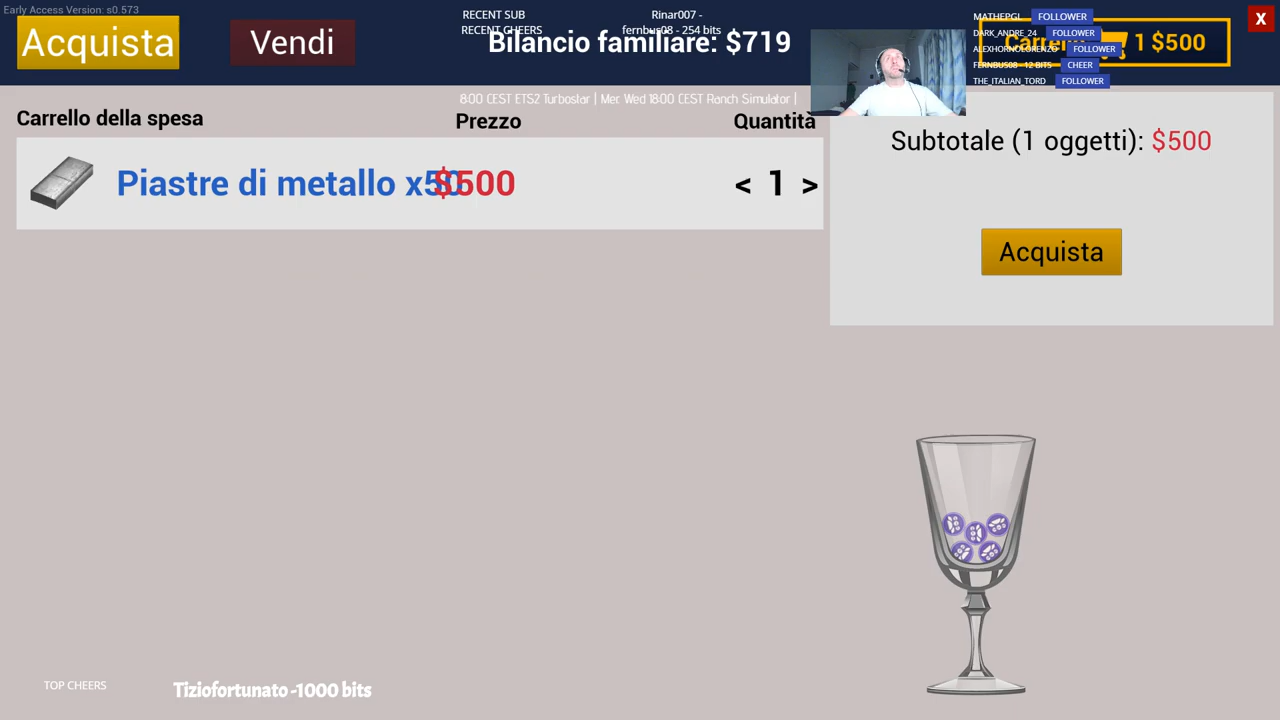 Early Access Version: s0.573
Acquista
Vendi
RECENT SUB
Rinar007 -
RECENT CHEERS
fernbus08 - 254 bits
Bilancio familiare: $719
MATHEPGI FOLLOWER
DARK_ANDRE_24 FOLLOWER
ALEXHORNOLORENZO FOLLOWER
FERNBUS08 - 12 BITS CHEER
THE_ITALIAN_TORD FOLLOWER
1 $500
X
8:00 CEST ETS2 Turbostar | Mer Wed 18:00 CEST Ranch Simulator |
Carrello della spesa
Prezzo
Quantità
Piastre di metallo x50
$500
< 1 >
Subtotale (1 oggetti): $500
Acquista
TOP CHEERS
Tiziofortunato -1000 bits